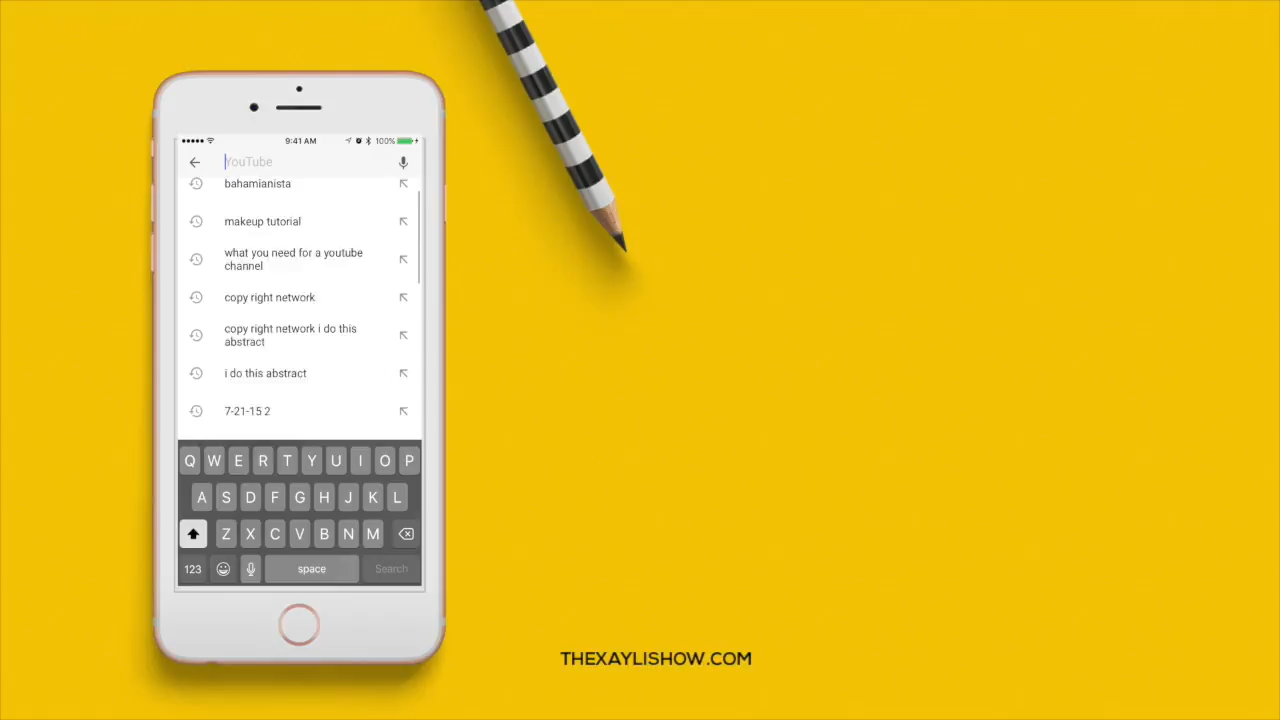 9:41 AM
100%
YouTube
bahamianista
makeup tutorial
what you need for a youtube
channel
copy right network
copy right network i do this
abstract
i do this abstract
7-21-15 2
Q W E R T Y U I O P
A S D F G H J K L
Z X C V B N M
123 space Search
THEXAYLISHOW.COM